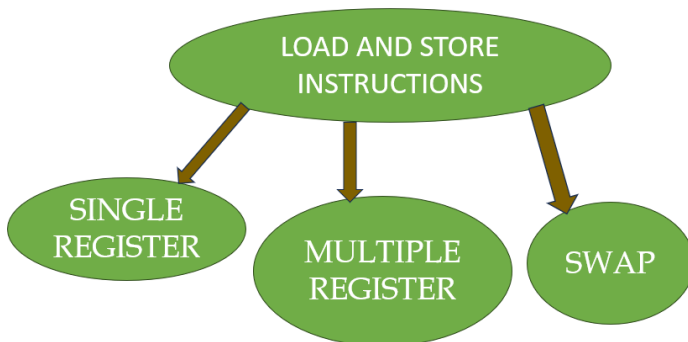 LOAD AND STORE
INSTRUCTIONS
SINGLE
REGISTER
MULTIPLE
REGISTER
SWAP